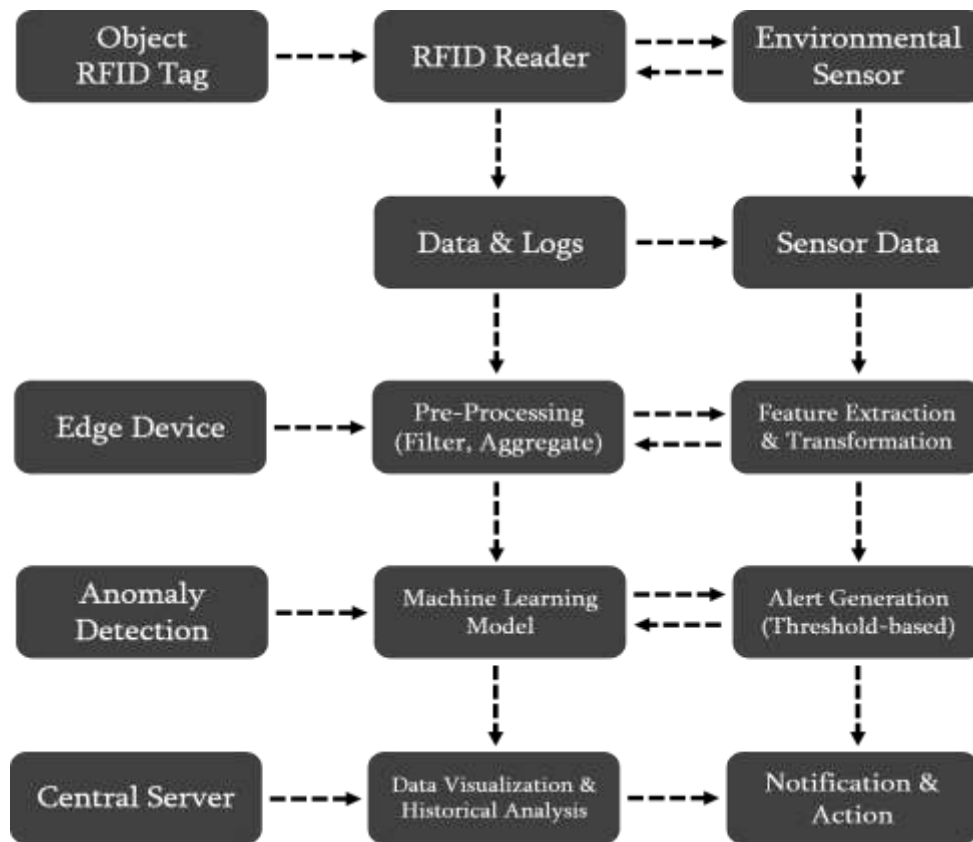 Object
RFID Tag
RFID Reader
Environmental
Sensor
Data & Logs
Sensor Data
Edge Device
Pre-Processing
(Filter, Aggregate)
Feature Extraction
& Transformation
Anomaly
Detection
Machine Learning
Model
Alert Generation
(Threshold-based)
Central Server
Data Visualization &
Historical Analysis
Notification &
Action